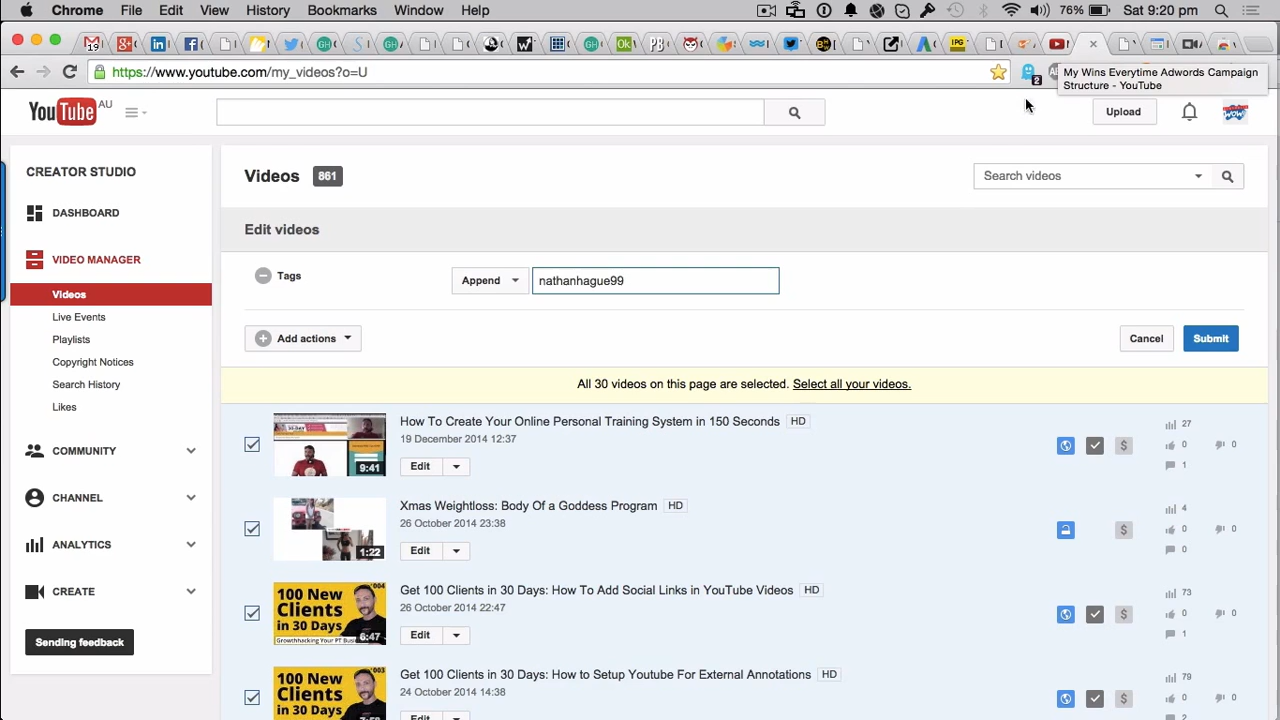 Chrome File Edit View History Bookmarks Window Help 76% Sat 9:20 pm
https://www.youtube.com/my_videos?o=U
My Wins Everytime Adwords Campaign
Structure - YouTube
YouTube AU
Upload
CREATOR STUDIO
DASHBOARD
VIDEO MANAGER
Videos
Live Events
Playlists
Copyright Notices
Search History
Likes
COMMUNITY
CHANNEL
ANALYTICS
CREATE
Sending feedback
Videos 861
Search videos
Edit videos
Tags Append nathanhague99
Add actions Cancel Submit
All 30 videos on this page are selected. Select all your videos.
How To Create Your Online Personal Training System in 150 Seconds HD
19 December 2014 12:37
9:41
Edit
27
0 0
1
Xmas Weightloss: Body Of a Goddess Program HD
26 October 2014 23:38
1:22
Edit
4
0 0
0
100 New
Clients
in 30 Days
6:47
Get 100 Clients in 30 Days: How To Add Social Links in YouTube Videos HD
26 October 2014 22:47
Edit
73
0 0
1
100 New
Clients
in 30 Days
Get 100 Clients in 30 Days: How to Setup Youtube For External Annotations HD
24 October 2014 14:38
Edit
79
0 0
2